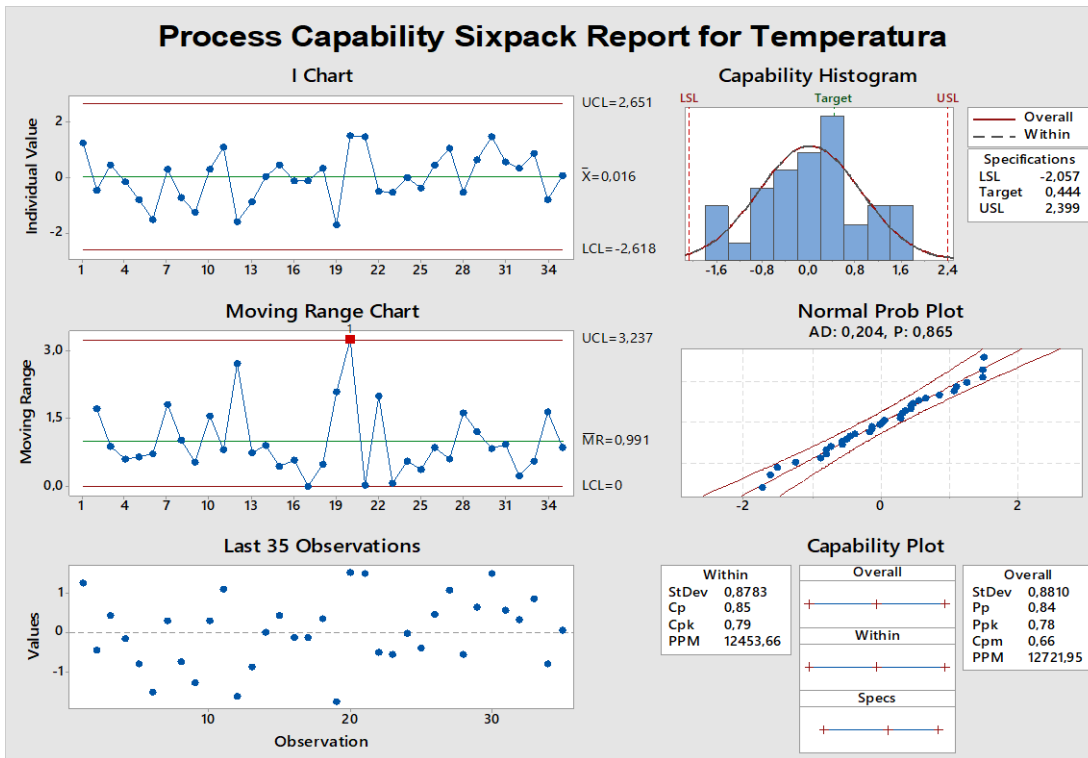 Process Capability Sixpack Report for Temperatura
I Chart
Individual Value
2
0
-2
UCL=2,651
X̅=0,016
LCL=-2,618
1 4 7 10 13 16 19 22 25 28 31 34
Capability Histogram
LSL Target USL
-1,6 -0,8 0,0 0,8 1,6 2,4
Overall
Within
Specifications
LSL -2,057
Target 0,444
USL 2,399
Moving Range Chart
Moving Range
3.0
1.5
0.0
1
UCL=3,237
M̅R̅=0,991
LCL=0
1 4 7 10 13 16 19 22 25 28 31 34
Normal Prob Plot
AD: 0,204, P: 0,865
-2 0 2
Last 35 Observations
Values
1
0
-1
10 20 30
Observation
Capability Plot
Within
StDev 0,8783
Cp 0,85
Cpk 0,79
PPM 12453,66
Overall
Within
Specs
Overall
StDev 0,8810
Pp 0,84
Ppk 0,78
Cpm 0,66
PPM 12721,95